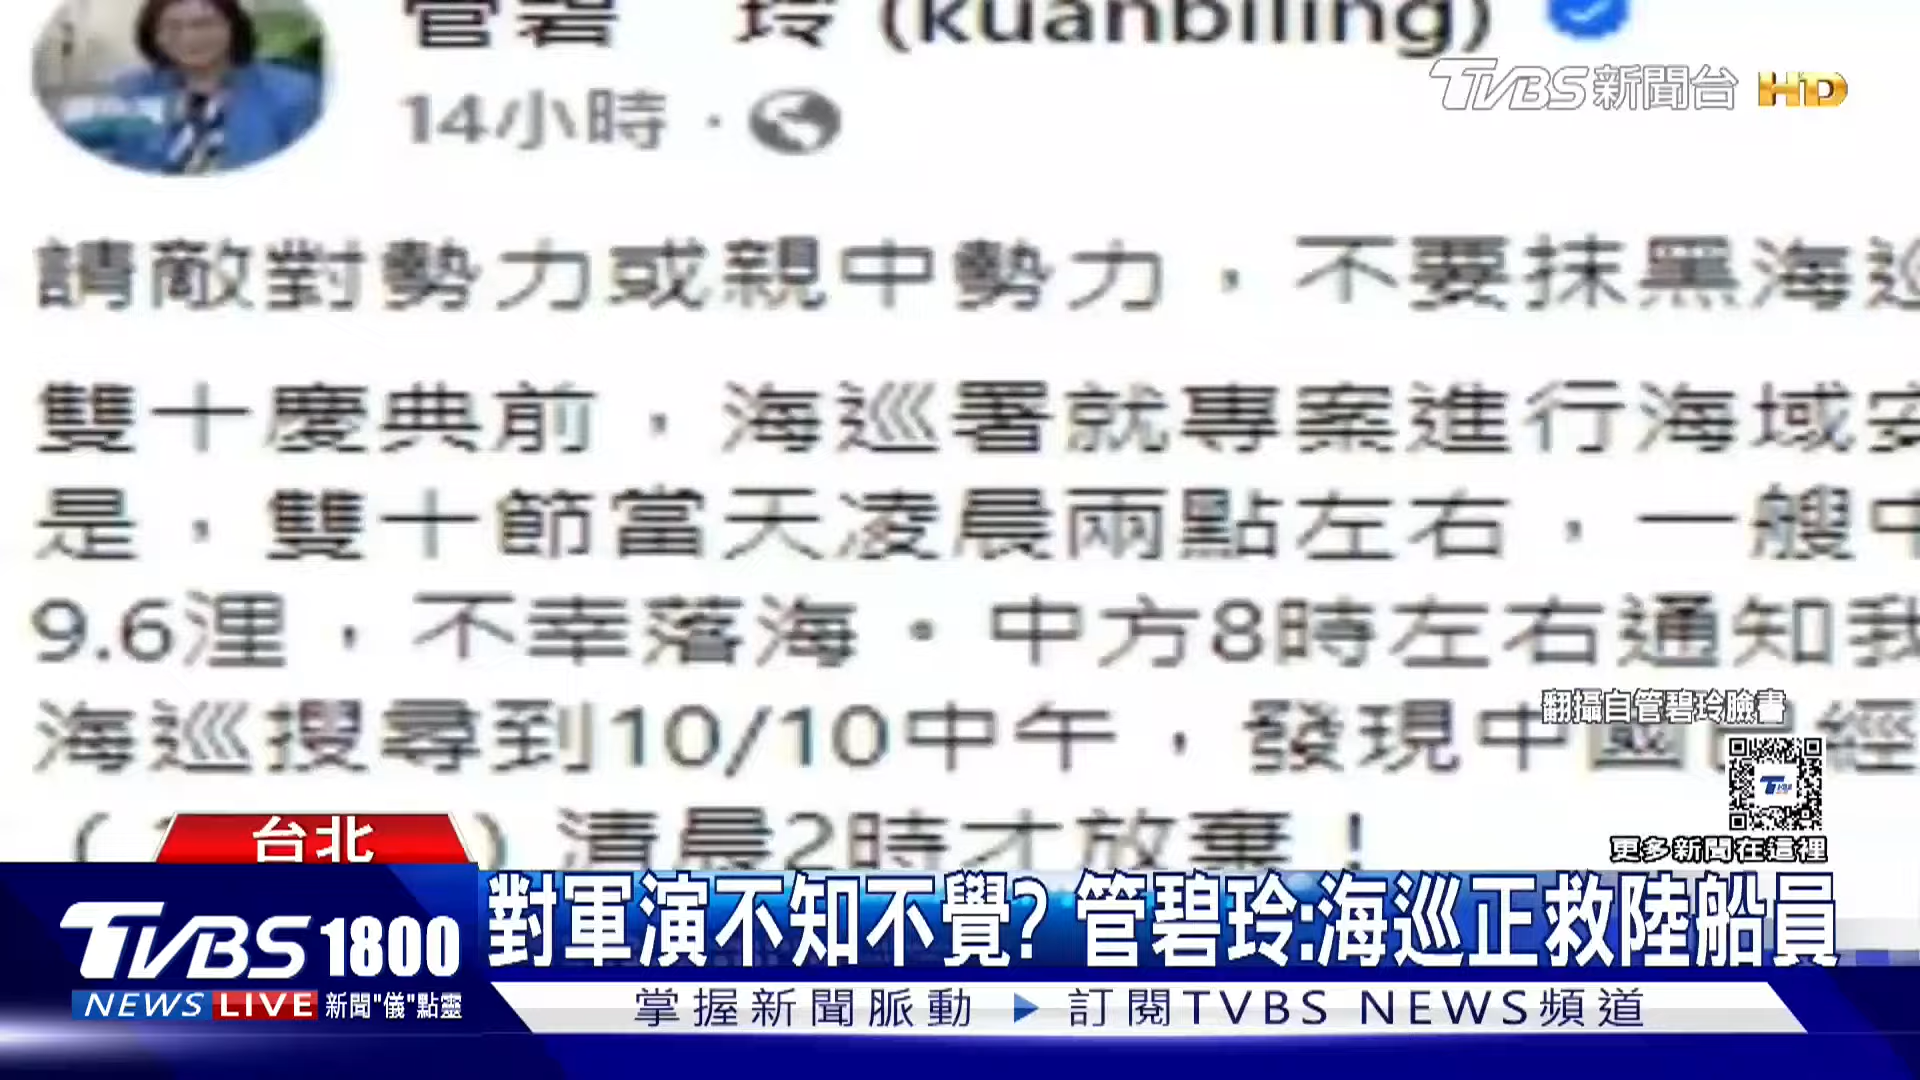 管碧玲 (kuanbiling)
14小時 ·
TVBS新聞台 HD
請敵對勢力或親中勢力，不要抹黑海巡
雙十慶典前，海巡署就專案進行海域安
是，雙十節當天凌晨兩點左右，一艘中
9.6浬，不幸落海。中方8時左右通知我
海巡搜尋到10/10中午，發現中國已經
翻攝自管碧玲臉書
清晨2時才放棄！
更多新聞在這裡
台北
對軍演不知不覺? 管碧玲:海巡正救陸船員
TVBS 1800
NEWS LIVE 新聞"儀"點靈
掌握新聞脈動 ▶ 訂閱TVBS NEWS頻道